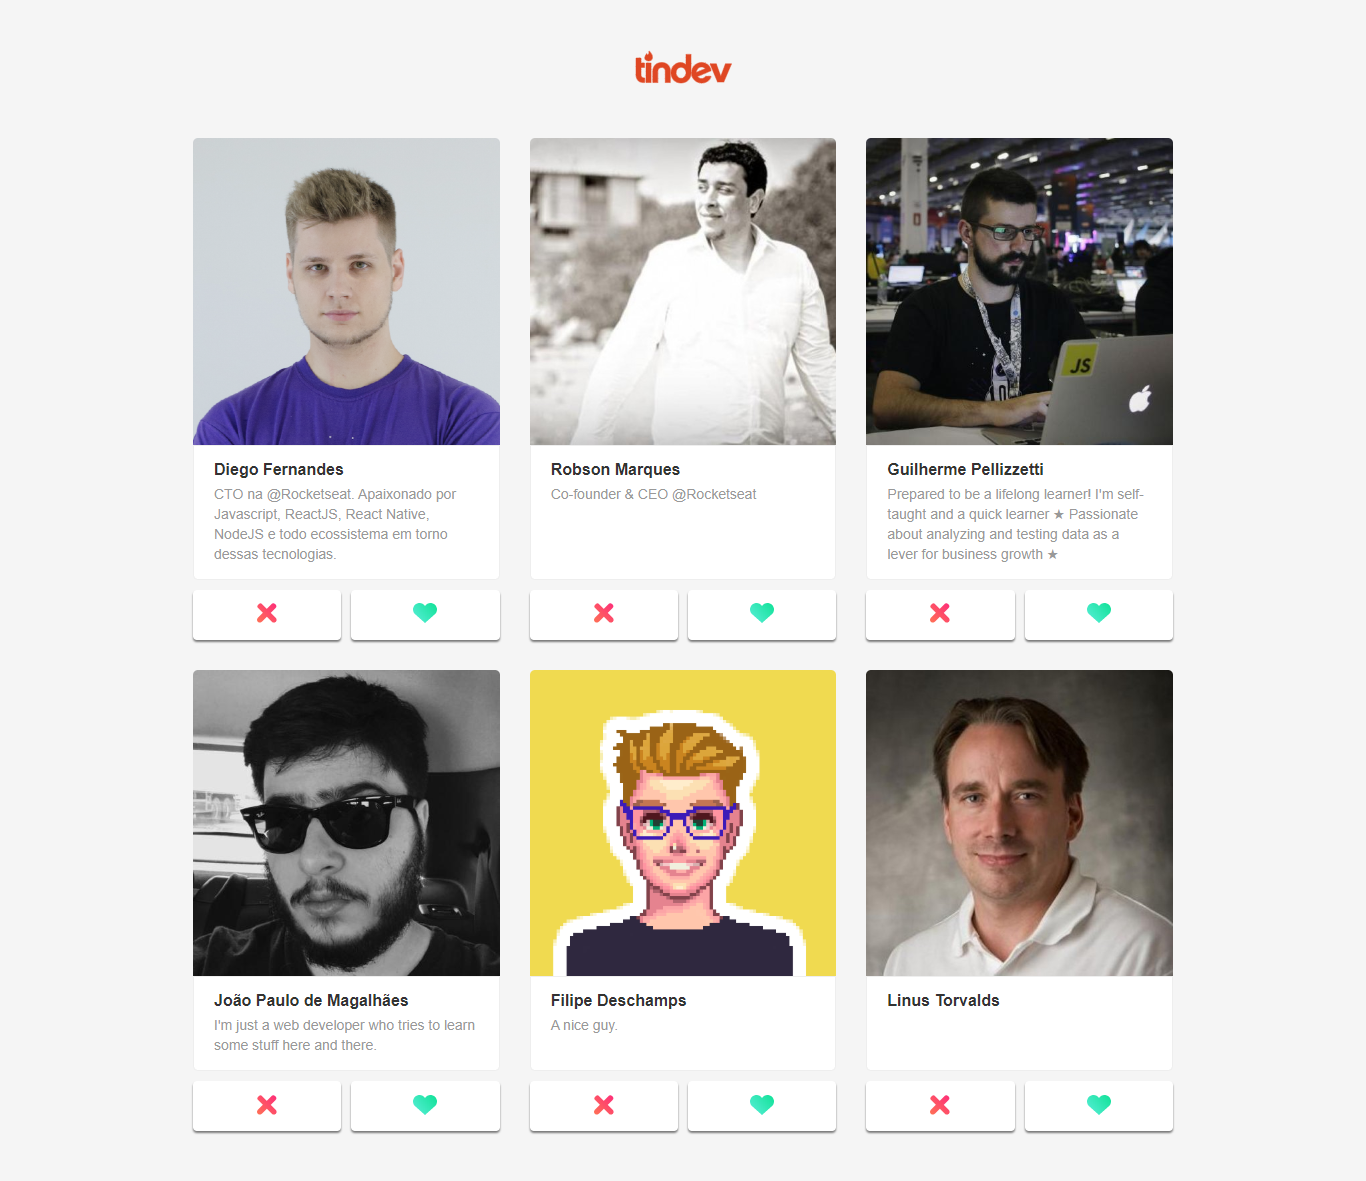 tindev
Diego Fernandes
CTO na @Rocketseat. Apaixonado por
Javascript, ReactJS, React Native,
NodeJS e todo ecossistema em torno
dessas tecnologias.
Robson Marques
Co-founder & CEO @Rocketseat
JS
Guilherme Pellizzetti
Prepared to be a lifelong learner! I'm self-
taught and a quick learner ★ Passionate
about analyzing and testing data as a
lever for business growth ★
João Paulo de Magalhães
I'm just a web developer who tries to learn
some stuff here and there.
Filipe Deschamps
A nice guy.
Linus Torvalds